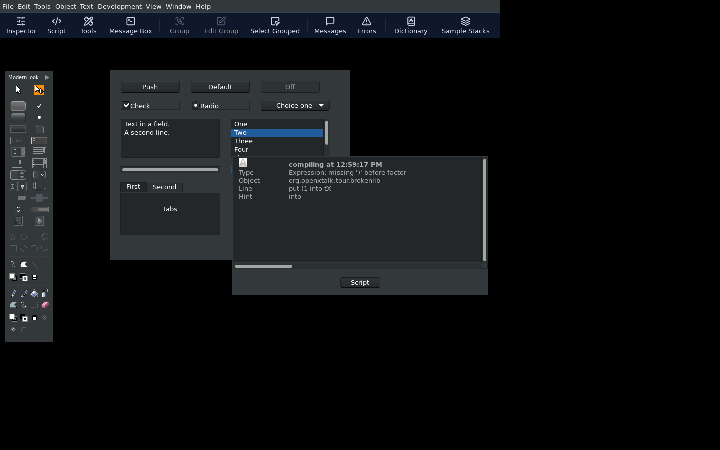 File Edit Tools Object Text Development View Window Help
Inspector Script Tools Message Box Group Edit Group Select Grouped Messages Errors Dictionary Sample Stacks
Modern look
Push Default Off
Check Radio Choice one
Text in a field.
A second line.
One
Two
Three
Four
First Second
Tabs
compiling at 12:59:17 PM
Type Expression: missing ')' before factor
Object org.openxtalk.tour.brokenlib
Line put (1 into tX
Hint into
Script